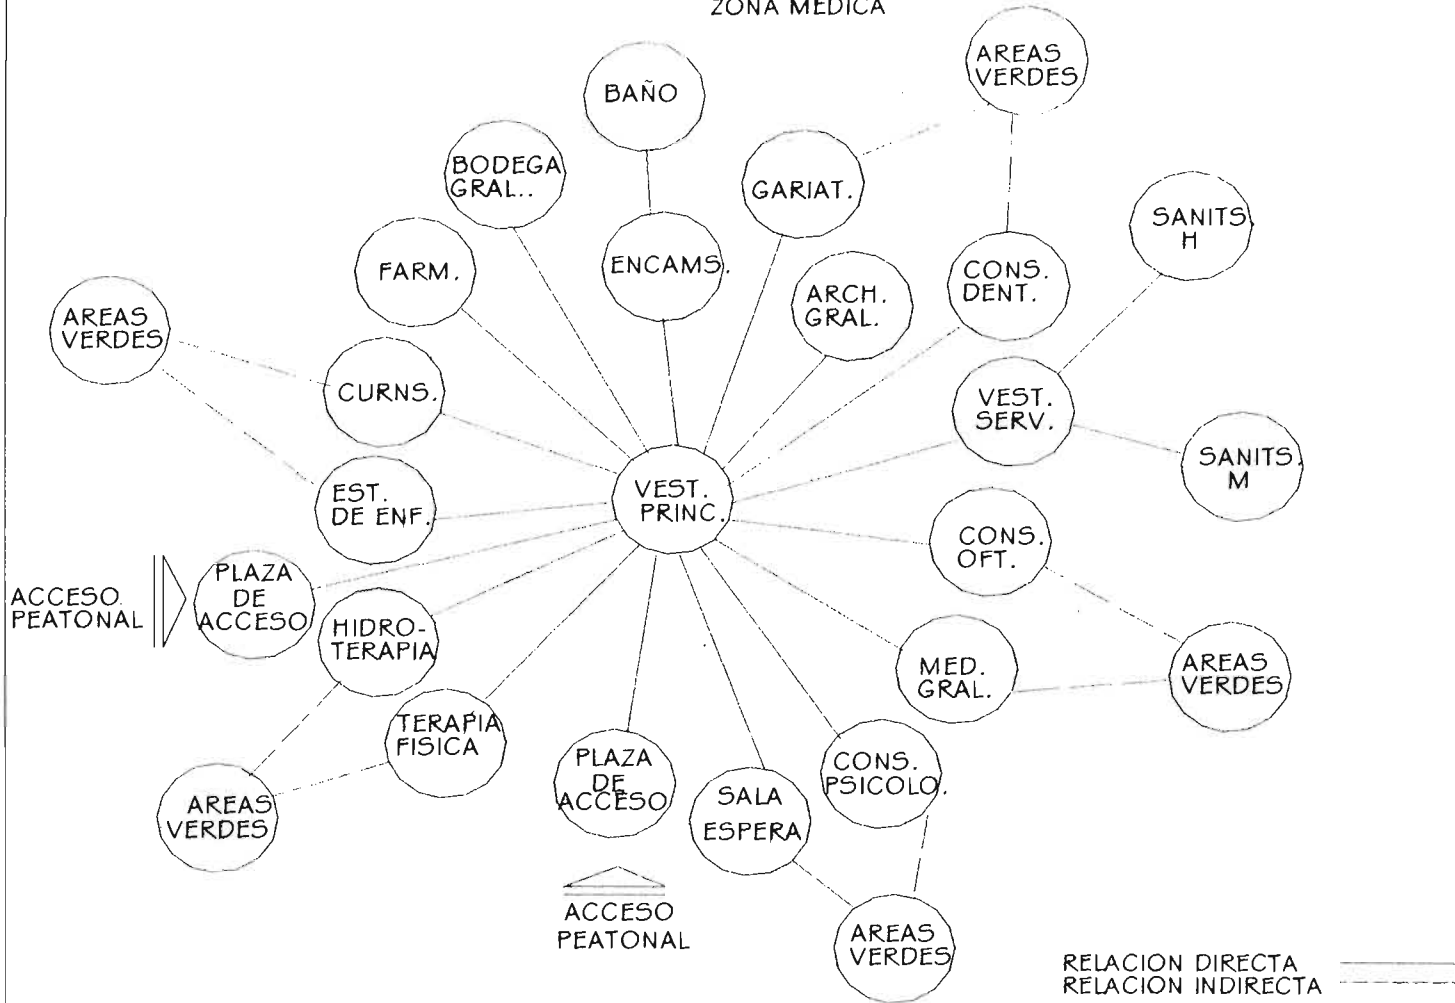 ZONA MEDICA
AREAS
VERDES
BAÑO
BODEGA
GRAL..
GARIAT.
SANITS.
H
FARM.
ENCAMS.
CONS.
DENT.
ARCH.
GRAL.
AREAS
VERDES
CURNS.
VEST.
SERV.
SANITS.
M
EST.
DE ENF.
VEST.
PRINC.
CONS.
OFT.
ACCESO.
PEATONAL
PLAZA
DE
ACCESO
HIDRO-
TERAPIA
MED.
GRAL.
AREAS
VERDES
TERAPIA
FISICA
AREAS
VERDES
PLAZA
DE
ACCESO
SALA
ESPERA
CONS.
PSICOLO.
ACCESO
PEATONAL
AREAS
VERDES
RELACION DIRECTA
RELACION INDIRECTA